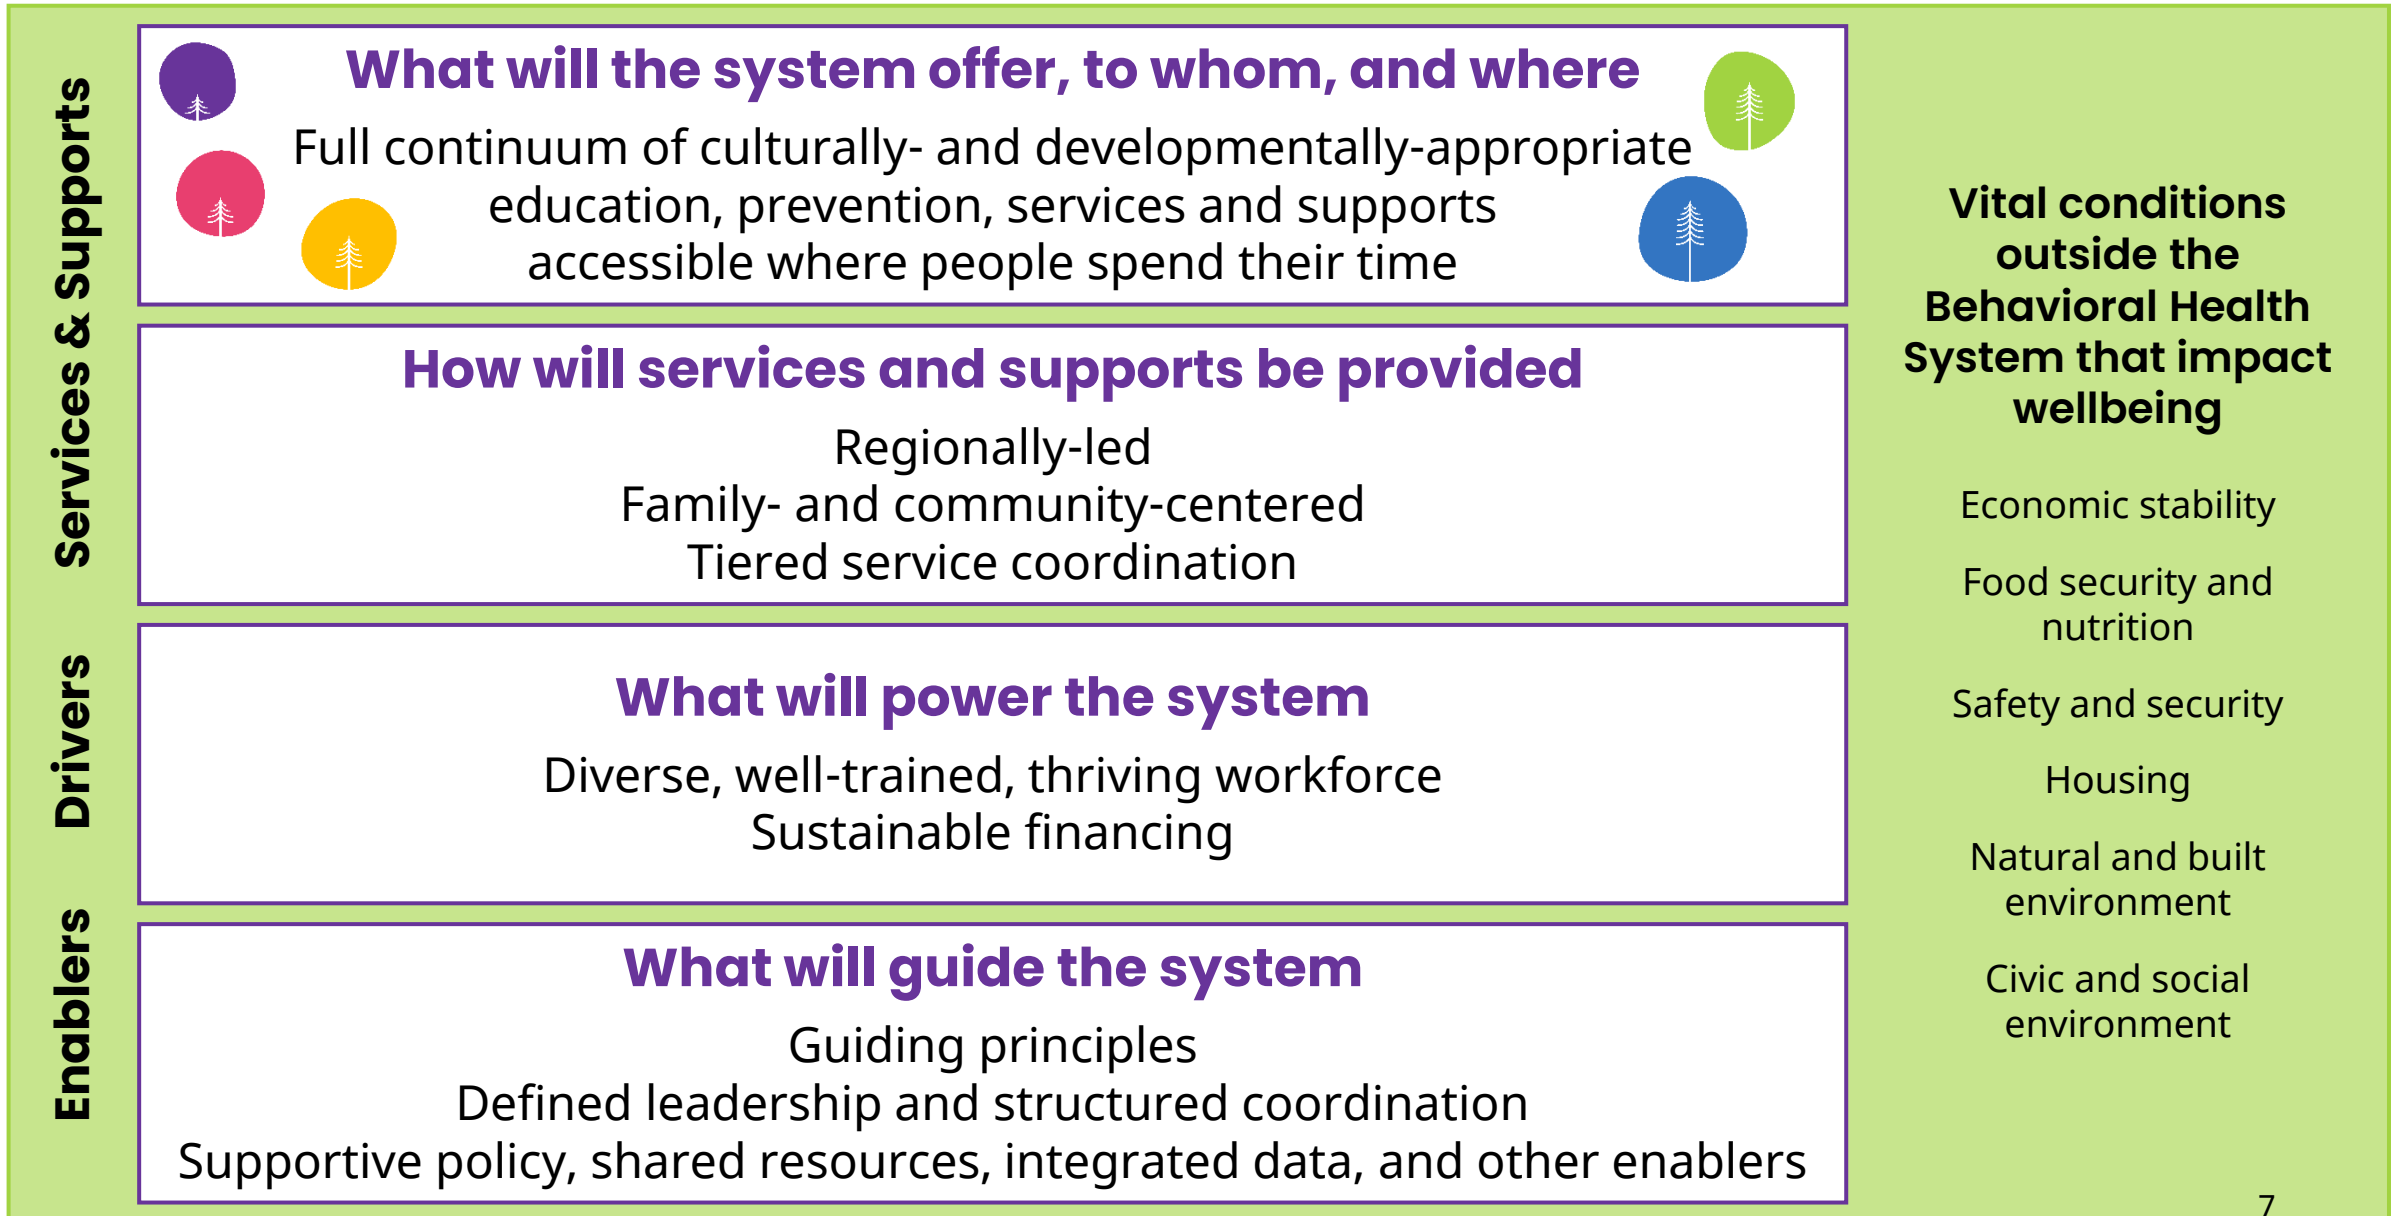 Services & Supports
What will the system offer, to whom, and where
Full continuum of culturally- and developmentally-appropriate
education, prevention, services and supports
accessible where people spend their time
How will services and supports be provided
Regionally-led
Family- and community-centered
Tiered service coordination
Drivers
What will power the system
Diverse, well-trained, thriving workforce
Sustainable financing
Enablers
What will guide the system
Guiding principles
Defined leadership and structured coordination
Supportive policy, shared resources, integrated data, and other enablers
Vital conditions
outside the
Behavioral Health
System that impact
wellbeing
Economic stability
Food security and
nutrition
Safety and security
Housing
Natural and built
environment
Civic and social
environment
7